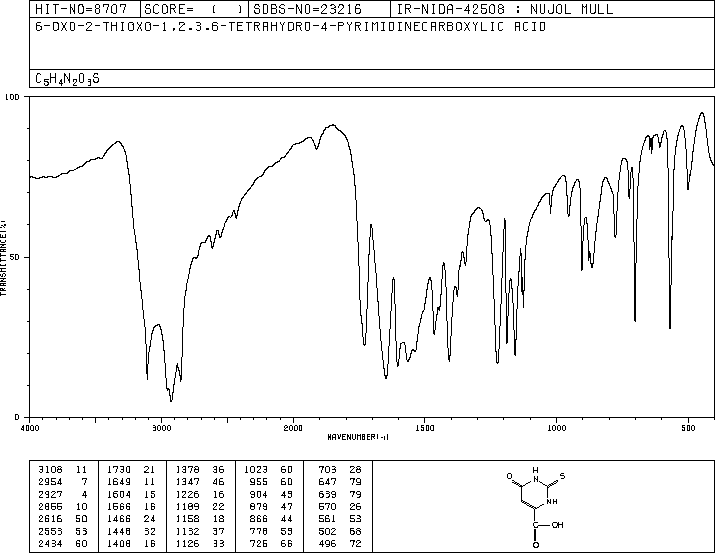 HIT-NO=8707 SCORE= ( ) SDBS-NO=23216 IR-NIDA-42508 : NUJOL MULL
6-OXO-2-THIOXO-1,2,3,6-TETRAHYDRO-4-PYRIMIDINECARBOXYLIC ACID
C5H4N2O3S
100
50
0
TRANSMITTANCE(%)
4000 3000 2000 1500 1000 500
WAVENUMBER(-1)
3108 11 1730 21 1378 36 1023 60 703 28
2954 7 1649 11 1347 46 955 60 647 79
2927 4 1604 15 1226 16 904 43 639 79
2855 10 1566 16 1189 22 879 47 570 26
2616 50 1466 24 1158 18 866 44 561 53
2553 53 1448 32 1132 37 778 53 502 68
2434 60 1408 16 1126 33 726 66 496 72
H
O N S
NH
C OH
O